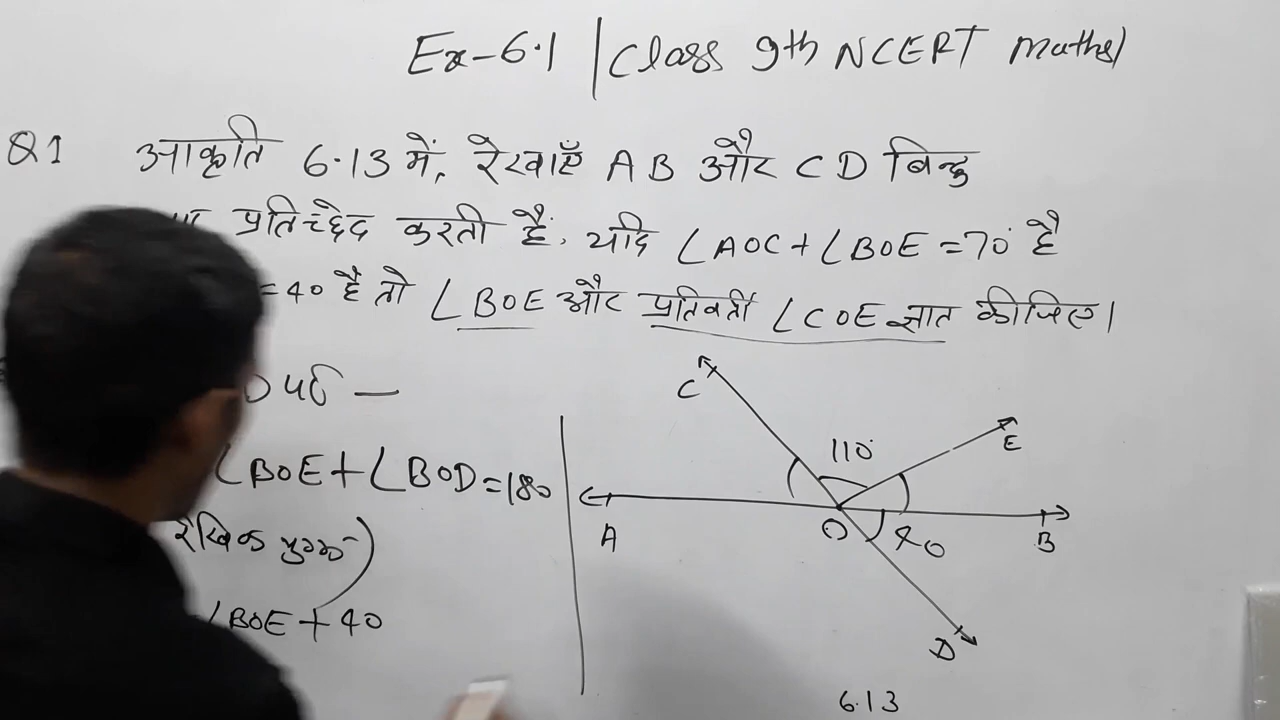 Ex-6.1 | Class 9th NCERT maths
Q1 आकृति 6.13 में, रेखाएँ AB और CD बिन्दु
प्रतिच्छेद करती है. यदि ∠AOC+∠BOE=70° है
=40 है तो ∠BOE और प्रतिवर्ती ∠COE ज्ञात कीजिए।
पर —
∠BOE+∠BOD=180
रैखिक युग्म)
∠BOE+40
C
110°
E
A
O
40
B
D
6.13